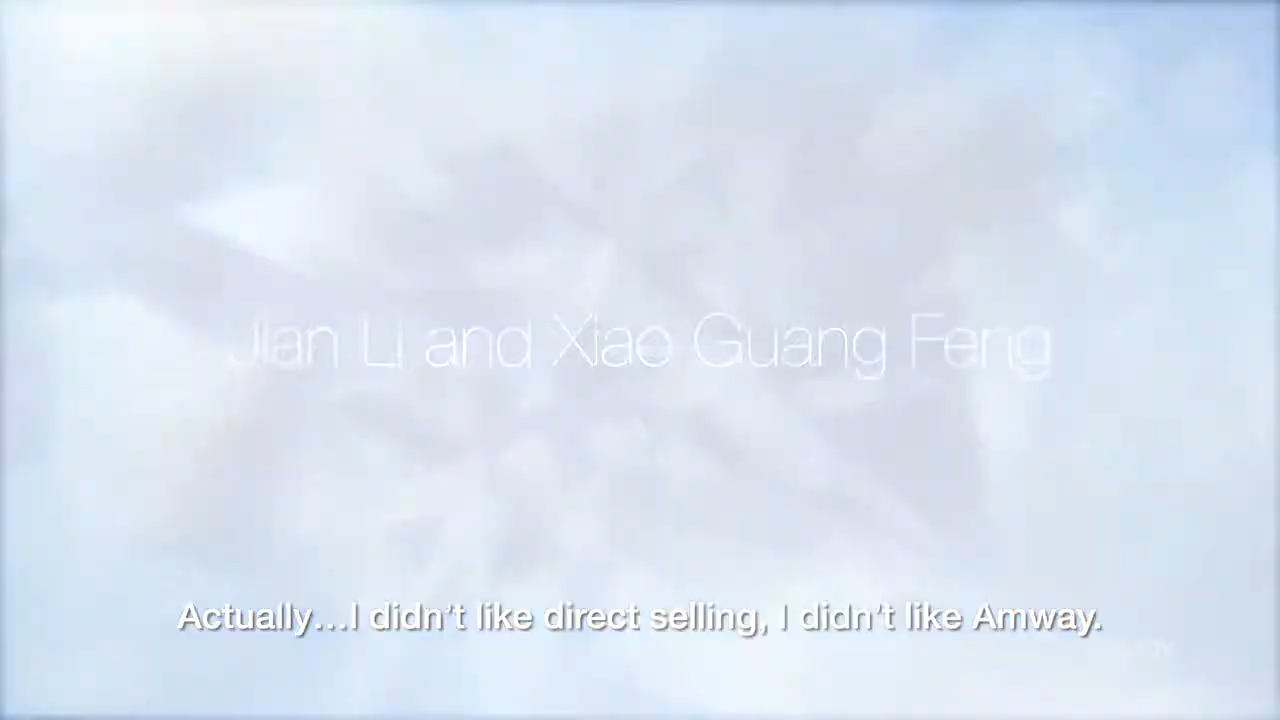 Jian Li and Xiao Guang Feng
Actually...I didn't like direct selling, I didn't like Amway.